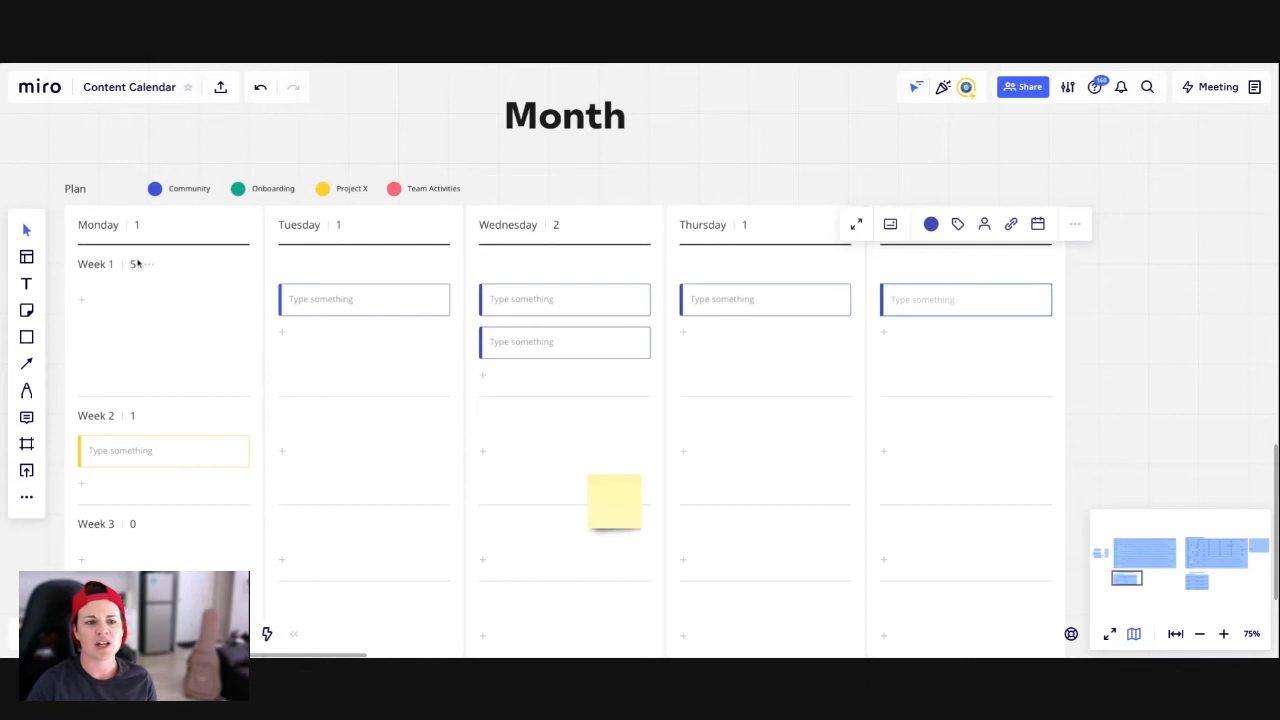 miro
Content Calendar
Share
160
Meeting
Month
Plan
Community
Onboarding
Project X
Team Activities
Monday | 1
Tuesday | 1
Wednesday | 2
Thursday | 1
Week 1 | 5
Type something
Type something
Type something
Type something
Type something
Week 2 | 1
Type something
Week 3 | 0
75%